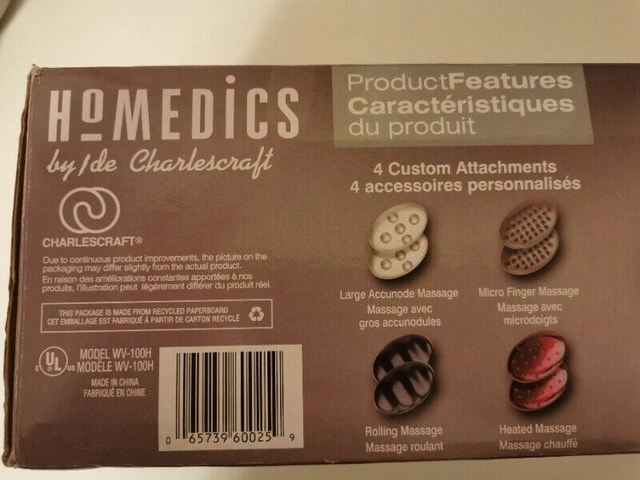 HoMEDiCS
by / de Charlescraft
CHARLESCRAFT®
Due to continuous product improvements, the picture on the
packaging may differ slightly from the actual product.
En raison des améliorations constantes apportées à nos
produits, l'illustration peut légèrement différer du produit réel.
THIS PACKAGE IS MADE FROM RECYCLED PAPERBOARD
CET EMBALLAGE EST FABRIQUÉ À PARTIR DE CARTON RECYCLÉ
C UL US
MODEL WV-100H
MODÈLE WV-100H
MADE IN CHINA
FABRIQUÉ EN CHINE
0 65739 60025 9
ProductFeatures
Caractéristiques
du produit
4 Custom Attachments
4 accessoires personnalisés
Large Accunode Massage
Massage avec
gros accunodules
Micro Finger Massage
Massage avec
microdoigts
Rolling Massage
Massage roulant
Heated Massage
Massage chauffé